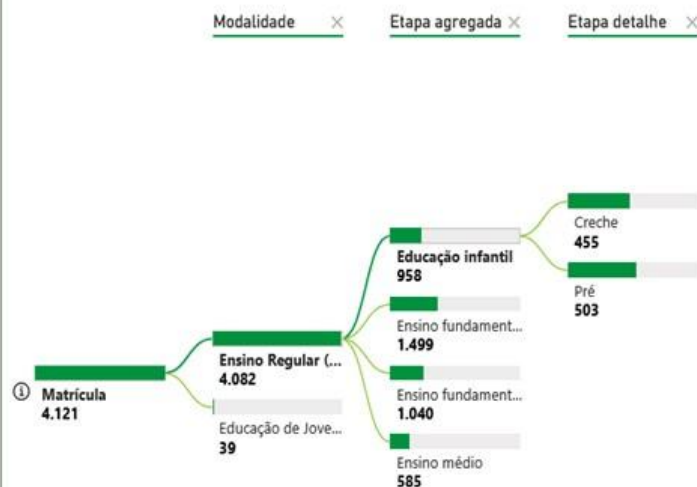 Modalidade
Etapa agregada
Etapa detalhe
Matrícula
4.121
Ensino Regular (...
4.082
Educação de Jove...
39
Educação infantil
958
Ensino fundament...
1.499
Ensino fundament...
1.040
Ensino médio
585
Creche
455
Pré
503